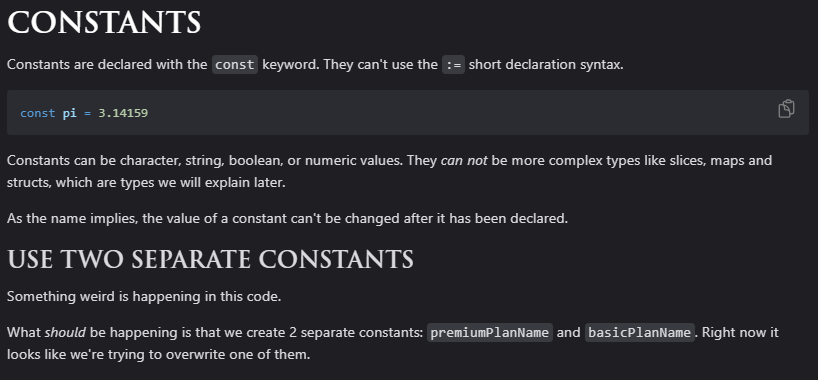 CONSTANTS
Constants are declared with the const keyword. They can't use the := short declaration syntax.
const pi = 3.14159
Constants can be character, string, boolean, or numeric values. They can not be more complex types like slices, maps and
structs, which are types we will explain later.
As the name implies, the value of a constant can't be changed after it has been declared.
USE TWO SEPARATE CONSTANTS
Something weird is happening in this code.
What should be happening is that we create 2 separate constants: premiumPlanName and basicPlanName. Right now it
looks like we're trying to overwrite one of them.